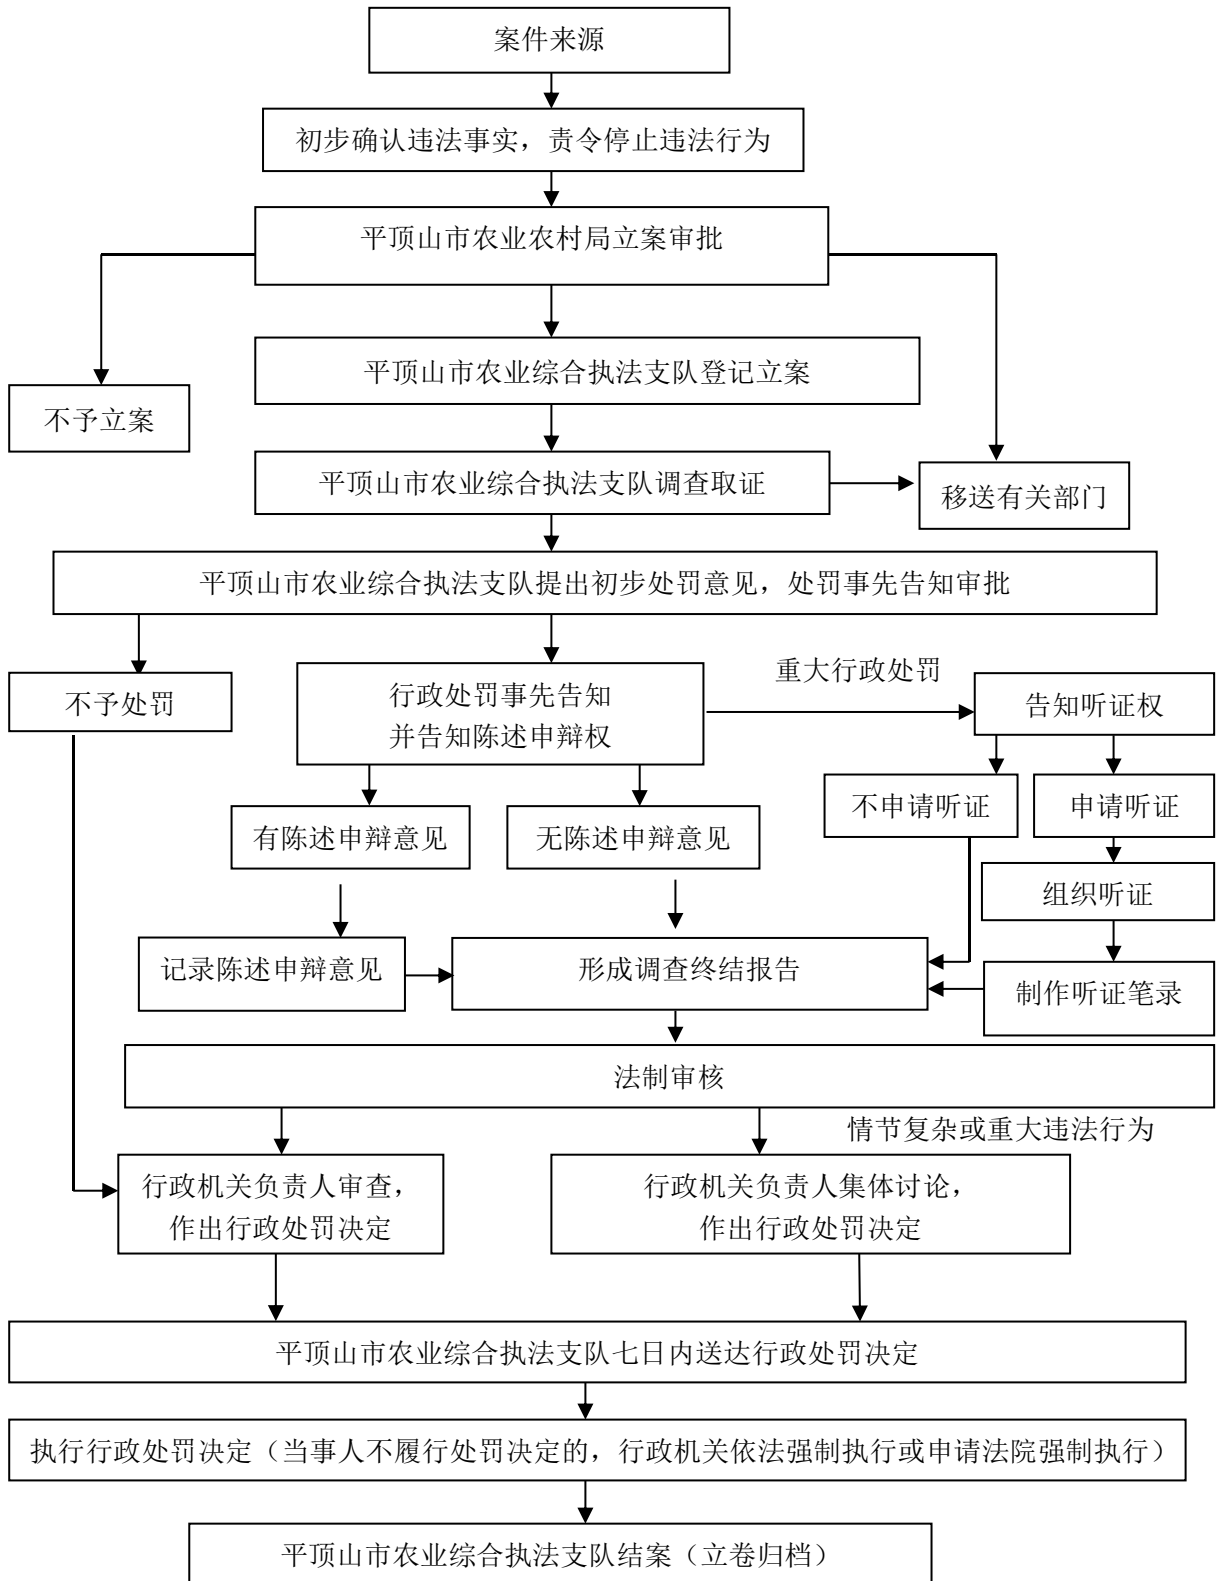 案件来源
初步确认违法事实，责令停止违法行为
平顶山市农业农村局立案审批
平顶山市农业综合执法支队登记立案
不予立案
平顶山市农业综合执法支队调查取证
移送有关部门
平顶山市农业综合执法支队提出初步处罚意见，处罚事先告知审批
重大行政处罚
不予处罚
行政处罚事先告知
并告知陈述申辩权
告知听证权
不申请听证
申请听证
有陈述申辩意见
无陈述申辩意见
组织听证
记录陈述申辩意见
形成调查终结报告
制作听证笔录
法制审核
情节复杂或重大违法行为
行政机关负责人审查，
作出行政处罚决定
行政机关负责人集体讨论，
作出行政处罚决定
平顶山市农业综合执法支队七日内送达行政处罚决定
执行行政处罚决定（当事人不履行处罚决定的，行政机关依法强制执行或申请法院强制执行）
平顶山市农业综合执法支队结案（立卷归档）